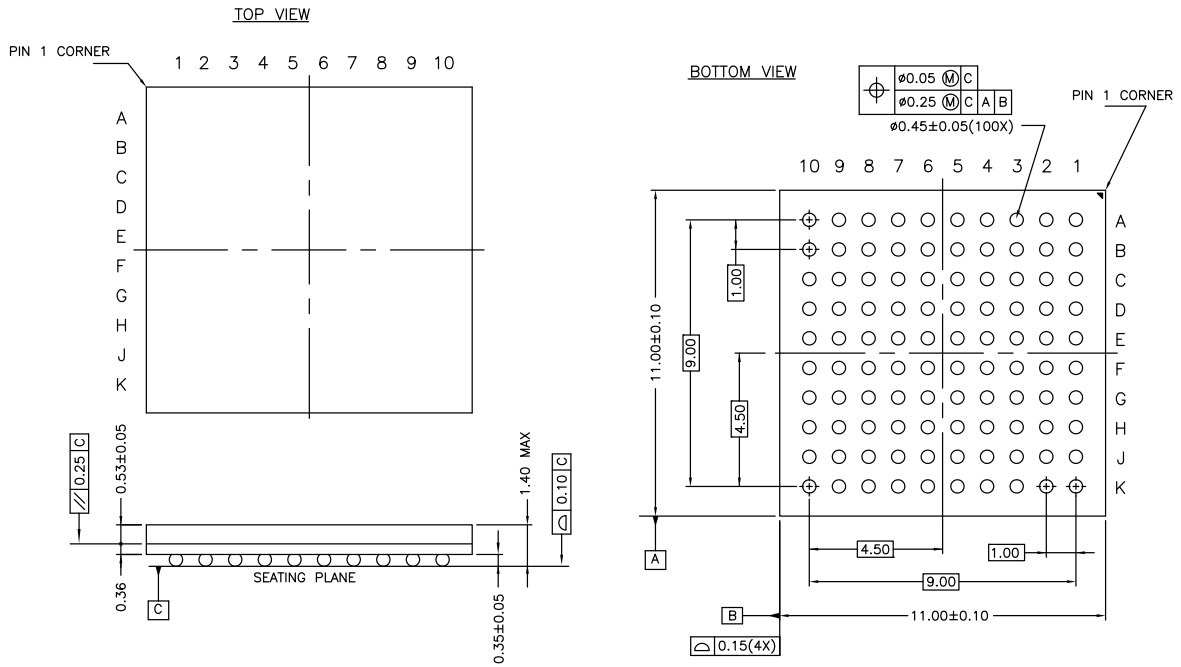 TOP VIEW
PIN 1 CORNER
1 2 3 4 5 6 7 8 9 10
A
B
C
D
E
F
G
H
J
K
// 0.25 C
0.53±0.05
0.36
C
SEATING PLANE
1.40 MAX
0.35±0.05
0.10 C
BOTTOM VIEW
ø0.05 Ⓜ C
ø0.25 Ⓜ C A B
ø0.45±0.05(100X)
PIN 1 CORNER
10 9 8 7 6 5 4 3 2 1
A
B
C
D
E
F
G
H
J
K
11.00±0.10
9.00
1.00
4.50
A
4.50
1.00
9.00
B
11.00±0.10
0.15(4X)